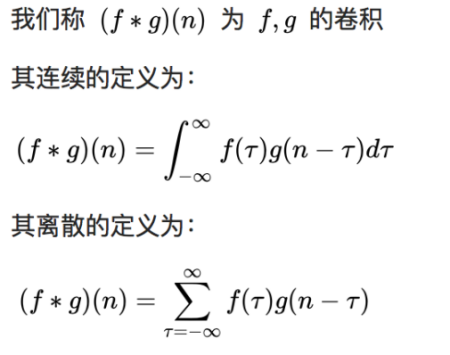 我们称 (f ∗ g)(n) 为 f, g 的卷积
其连续的定义为：
(f ∗ g)(n) = ∫_{-∞}^{∞} f(τ)g(n − τ)dτ
其离散的定义为：
(f ∗ g)(n) = ∑_{τ=-∞}^{∞} f(τ)g(n − τ)